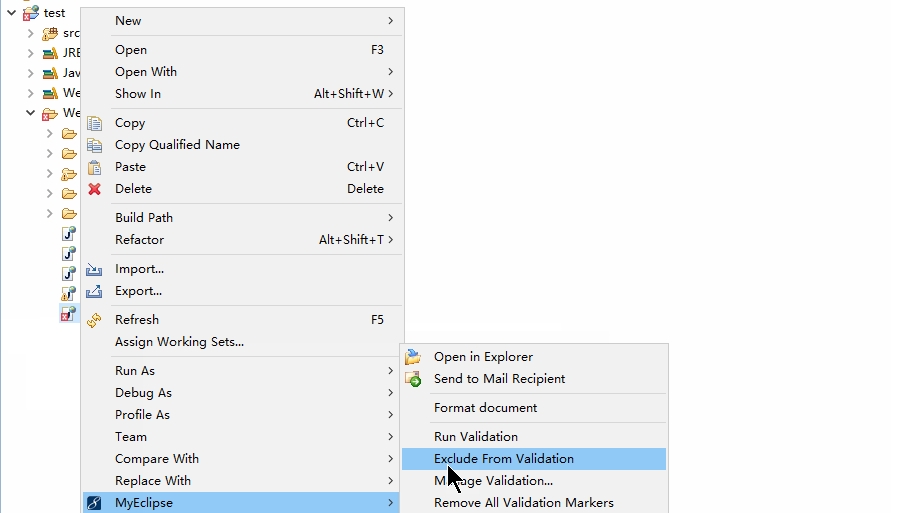 test
New
src
Open F3
JRE
Open With
Jav
Show In Alt+Shift+W
We
We
Copy Ctrl+C
Copy Qualified Name
Paste Ctrl+V
Delete Delete
Build Path
Refactor Alt+Shift+T
Import...
Export...
Refresh F5
Assign Working Sets...
Run As
Debug As
Profile As
Team
Compare With
Replace With
MyEclipse
Open in Explorer
Send to Mail Recipient
Format document
Run Validation
Exclude From Validation
Manage Validation...
Remove All Validation Markers